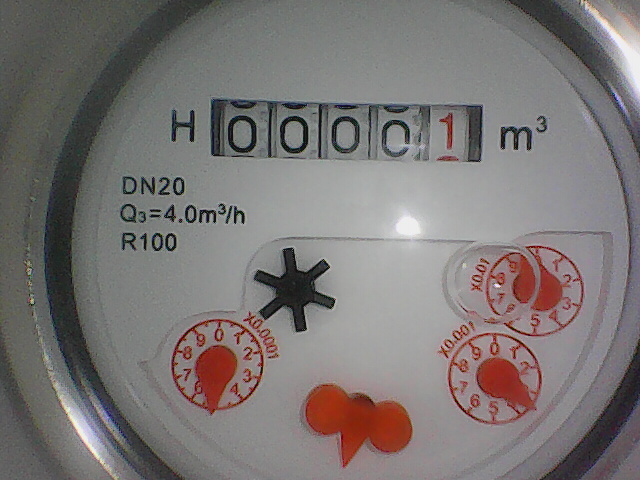 H 00001 m³
DN20
Q₃=4.0m³/h
R100
X0.01
X0.001
X0.0001